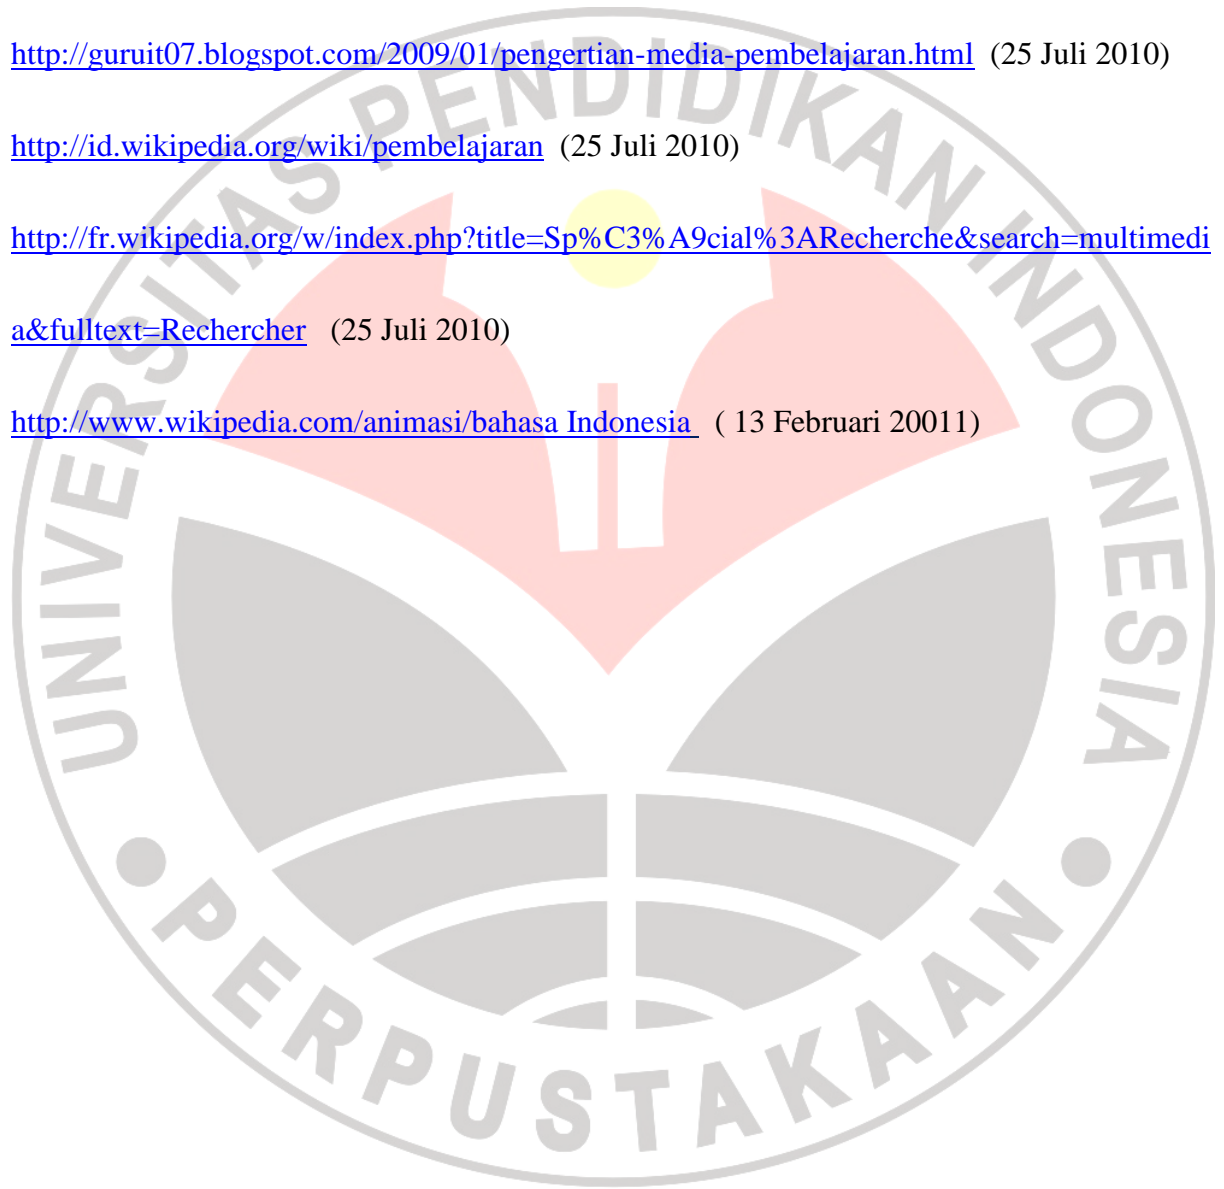 http://guruit07.blogspot.com/2009/01/pengertian-media-pembelajaran.html (25 Juli 2010)
http://id.wikipedia.org/wiki/pembelajaran (25 Juli 2010)
http://fr.wikipedia.org/w/index.php?title=Sp%C3%A9cial%3ARecherche&search=multimedi
a&fulltext=Rechercher (25 Juli 2010)
http://www.wikipedia.com/animasi/bahasa Indonesia ( 13 Februari 20011)
UNIVERSITAS PENDIDIKAN INDONESIA
PERPUSTAKAAN